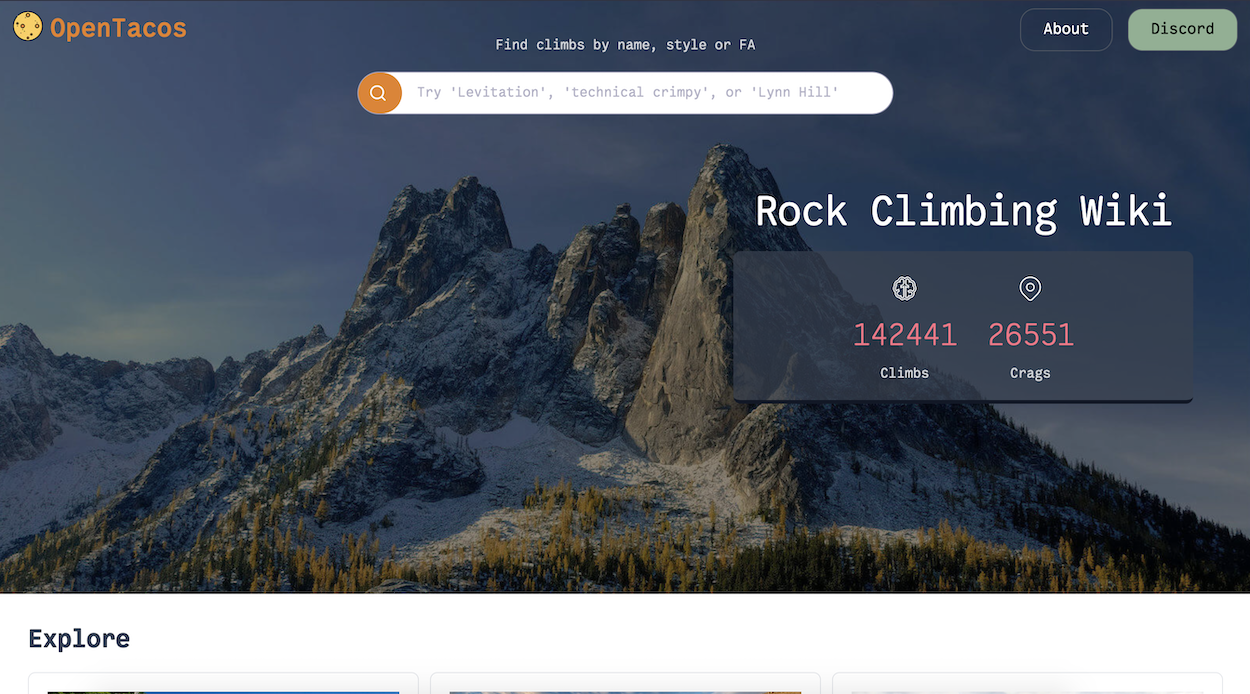 OpenTacos
Find climbs by name, style or FA
About
Discord
Try 'Levitation', 'technical crimpy', or 'Lynn Hill'
Rock Climbing Wiki
142441
26551
Climbs
Crags
Explore